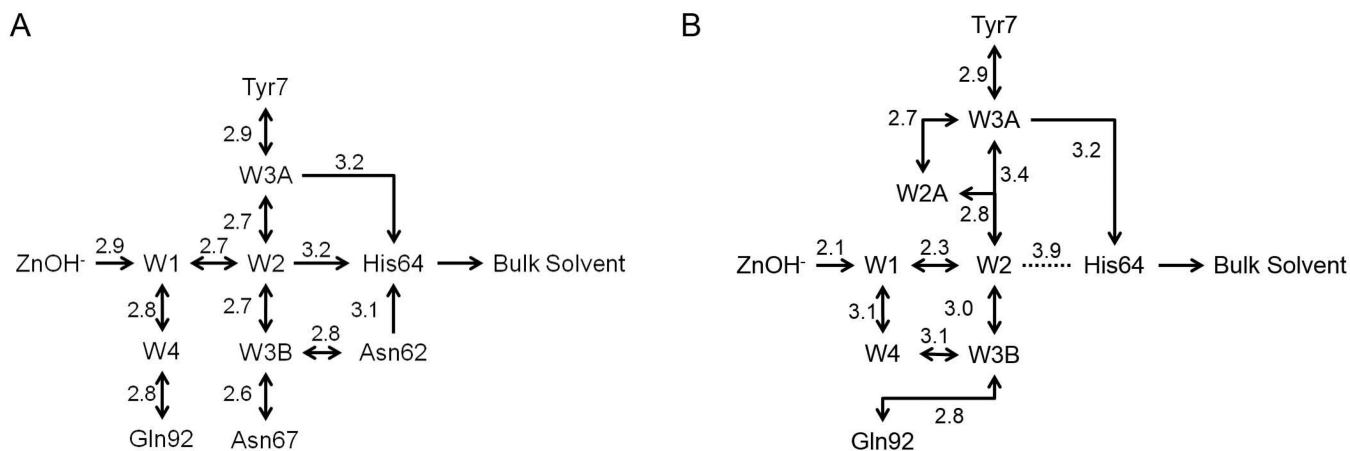 A
Tyr7
2.9
W3A
3.2
2.7
ZnOH-
2.9
W1
2.7
W2
3.2
His64
Bulk Solvent
2.8
2.7
3.1
W4
W3B
2.8
Asn62
2.8
2.6
Gln92
Asn67
B
Tyr7
2.9
2.7
W3A
3.2
3.4
W2A
2.8
ZnOH-
2.1
W1
2.3
W2
3.9
His64
Bulk Solvent
3.1
3.0
W4
3.1
W3B
2.8
Gln92